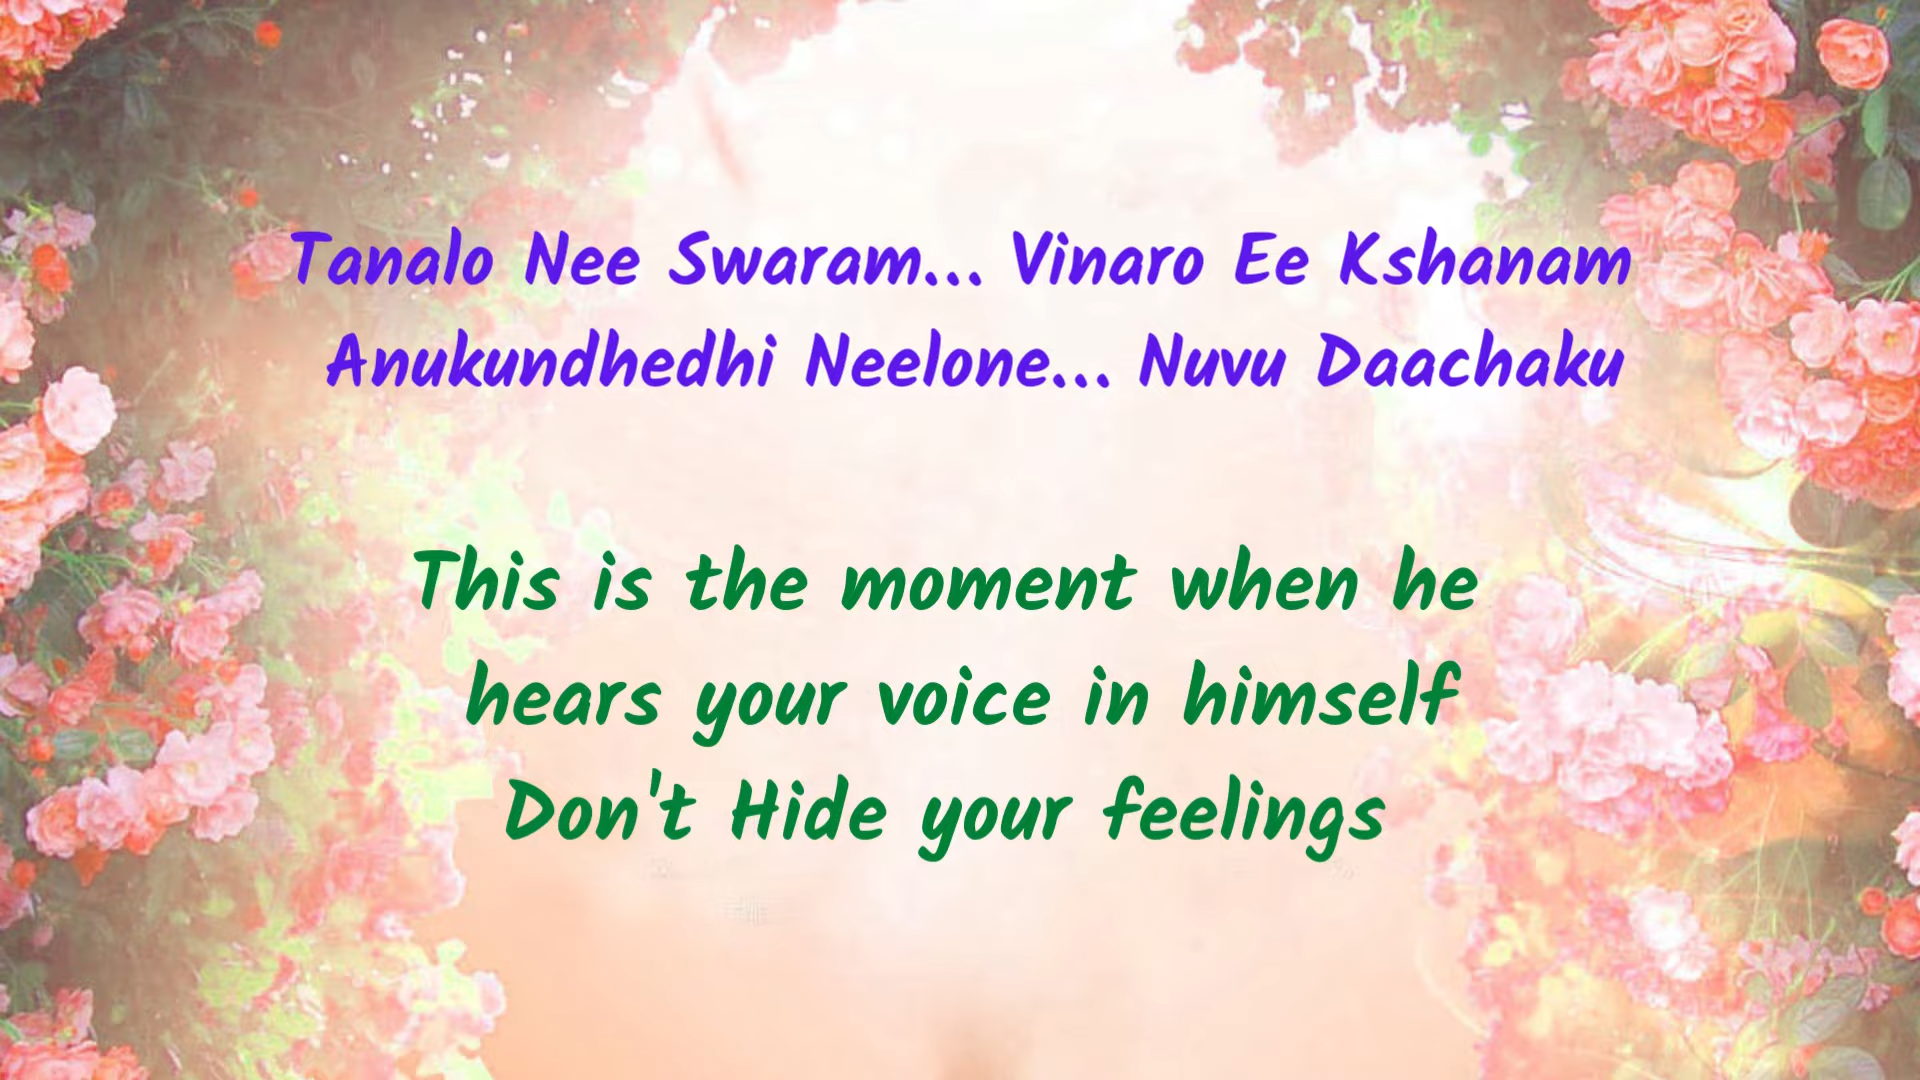 Tanalo Nee Swaram... Vinaro Ee Kshanam
Anukundhedhi Neelone... Nuvu Daachaku
This is the moment when he
hears your voice in himself
Don't Hide your feelings